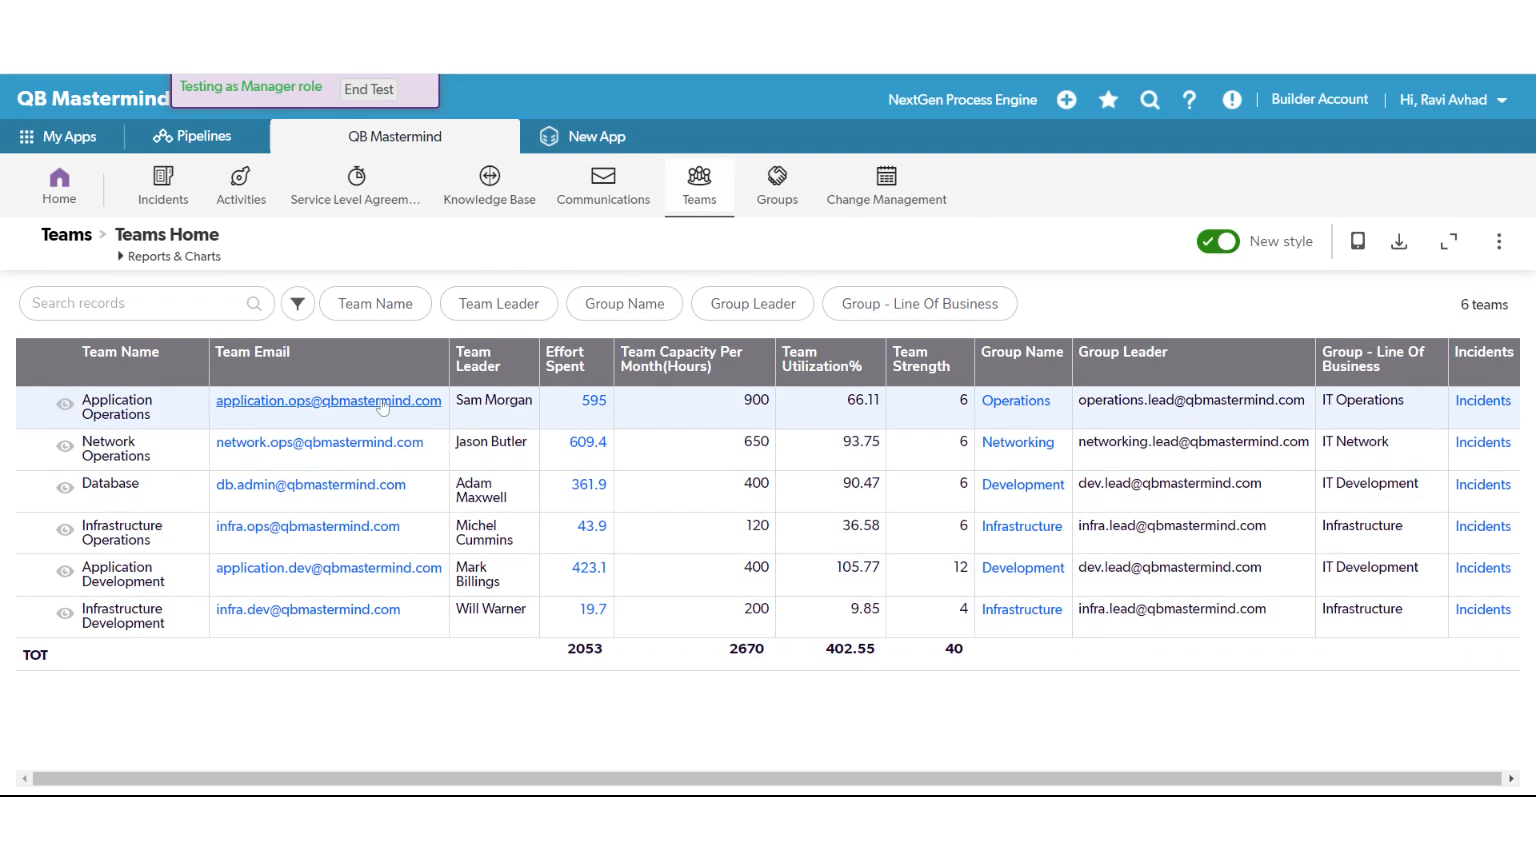 QB Mastermind
Testing as Manager role
End Test
NextGen Process Engine
Builder Account
Hi, Ravi Avhad
My Apps
Pipelines
QB Mastermind
New App
Home
Incidents
Activities
Service Level Agreem...
Knowledge Base
Communications
Teams
Groups
Change Management
Teams > Teams Home
Reports & Charts
New style
Search records
Team Name
Team Leader
Group Name
Group Leader
Group - Line Of Business
6 teams
Team Name
Team Email
Team
Leader
Effort
Spent
Team Capacity Per
Month(Hours)
Team
Utilization%
Team
Strength
Group Name
Group Leader
Group - Line Of
Business
Incidents
Application
Operations
application.ops@qbmastermind.com
Sam Morgan
595
900
66.11
6
Operations
operations.lead@qbmastermind.com
IT Operations
Incidents
Network
Operations
network.ops@qbmastermind.com
Jason Butler
609.4
650
93.75
6
Networking
networking.lead@qbmastermind.com
IT Network
Incidents
Database
db.admin@qbmastermind.com
Adam
Maxwell
361.9
400
90.47
6
Development
dev.lead@qbmastermind.com
IT Development
Incidents
Infrastructure
Operations
infra.ops@qbmastermind.com
Michel
Cummins
43.9
120
36.58
6
Infrastructure
infra.lead@qbmastermind.com
Infrastructure
Incidents
Application
Development
application.dev@qbmastermind.com
Mark
Billings
423.1
400
105.77
12
Development
dev.lead@qbmastermind.com
IT Development
Incidents
Infrastructure
Development
infra.dev@qbmastermind.com
Will Warner
19.7
200
9.85
4
Infrastructure
infra.lead@qbmastermind.com
Infrastructure
Incidents
TOT
2053
2670
402.55
40